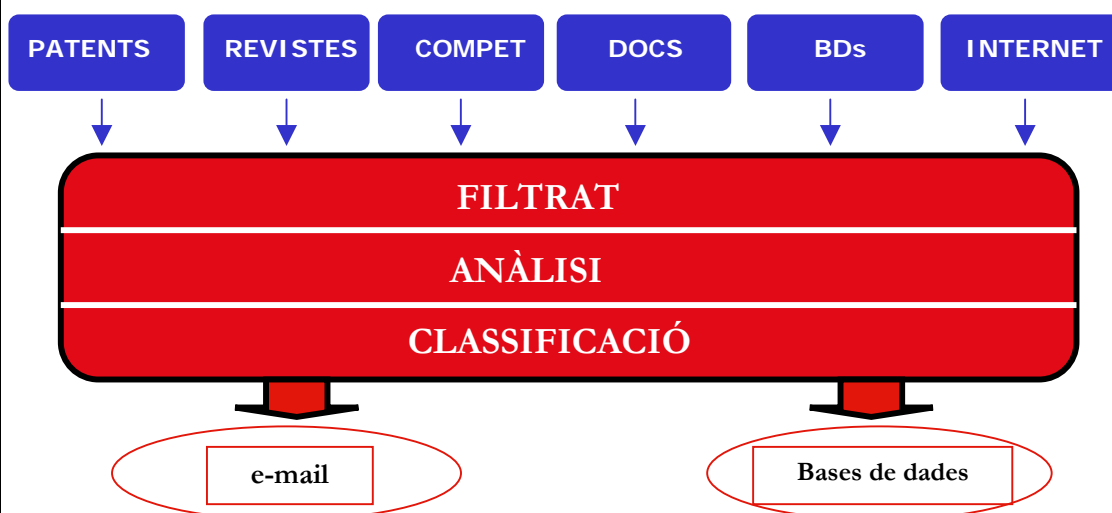 PATENTS
REVISTES
COMPET
DOCS
BDs
INTERNET
FILTRAT
ANÀLISI
CLASSIFICACIÓ
e-mail
Bases de dades